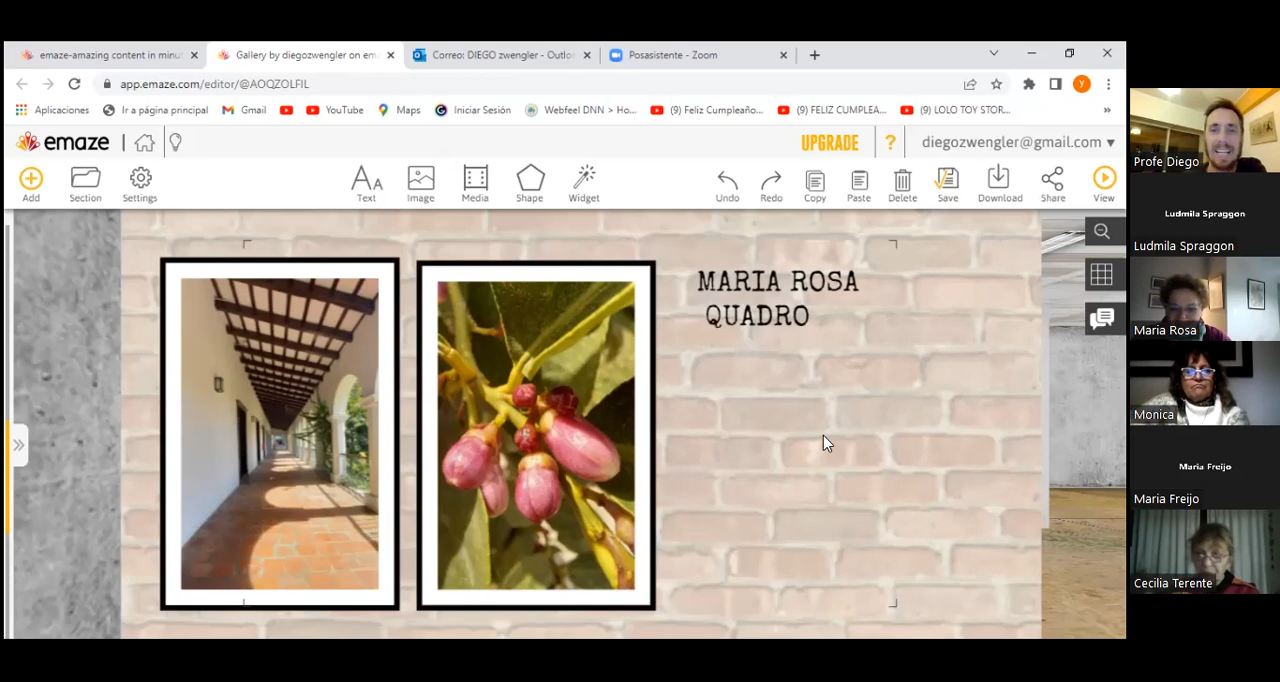 emaze-amazing content in minut
Gallery by diegozwengler on ema
Correo: DIEGO zwengler - Outlo
Posasistente - Zoom
app.emaze.com/editor/@AOQZOLFIL
Aplicaciones
Ir a página principal
Gmail
YouTube
Maps
Iniciar Sesión
Webfeel DNN > Ho...
(9) Feliz Cumpleaño...
(9) FELIZ CUMPLEA...
(9) LOLO TOY STOR...
»
y
emaze
UPGRADE
?
diegozwengler@gmail.com
Add
Section
Settings
Text
Image
Media
Shape
Widget
Undo
Redo
Copy
Paste
Delete
Save
Download
Share
View
MARIA ROSA
QUADRO
Profe Diego
Ludmila Spraggon
Ludmila Spraggon
Maria Rosa
Monica
Maria Freijo
Maria Freijo
Cecilia Terente